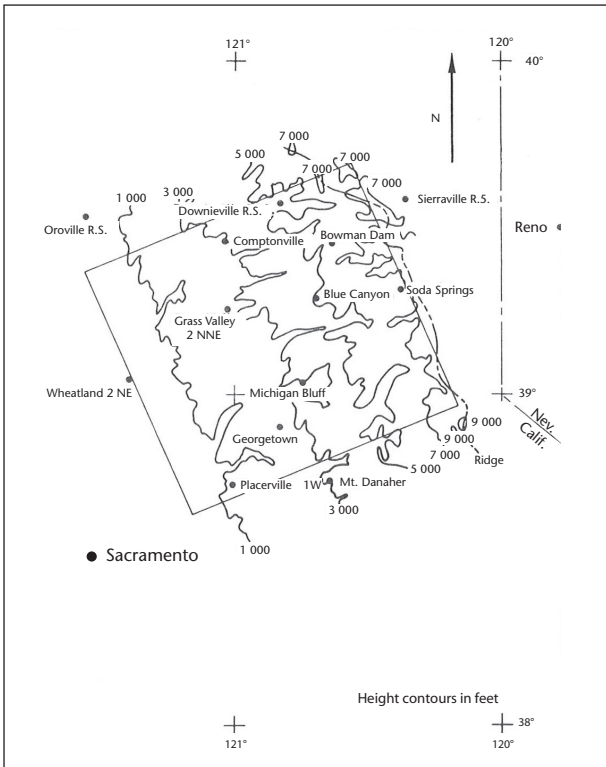 121°
120°
40°
N
7 000
5 000
7 000
7 000
7 000
3 000
1 000
Sierraville R.5.
Downieville R.S.
Oroville R.S.
Reno
Bowman Dam
Comptonville
Blue Canyon
Soda Springs
Grass Valley
2 NNE
39°
Wheatland 2 NE
Michigan Bluff
Nev.
Calif.
9 000
Georgetown
9 000
7 000
Ridge
5 000
Placerville
1W
Mt. Danaher
3 000
1 000
Sacramento
Height contours in feet
38°
121°
120°